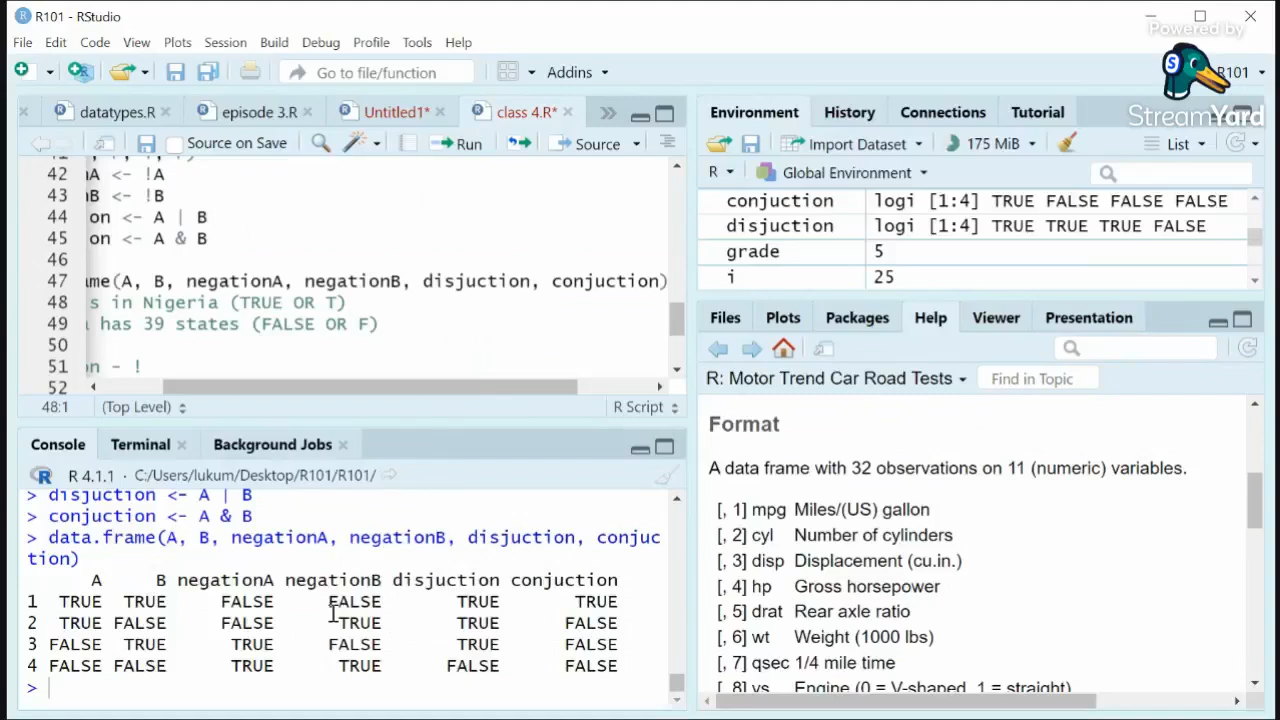 R101 - RStudio
Powered by
File Edit Code View Plots Session Build Debug Profile Tools Help
Go to file/function Addins R101
S
StreamYard
datatypes.R episode 3.R Untitled1* class 4.R*
Source on Save Run Source
42 A <- !A
43 B <- !B
44 on <- A | B
45 on <- A & B
47 me(A, B, negationA, negationB, disjuction, conjuction)
48 s in Nigeria (TRUE OR T)
49 has 39 states (FALSE OR F)
50
51 n - !
52
48:1 (Top Level) R Script
Environment History Connections Tutorial
Import Dataset 175 MiB List
R Global Environment
conjuction logi [1:4] TRUE FALSE FALSE FALSE
disjuction logi [1:4] TRUE TRUE TRUE FALSE
grade 5
i 25
Console Terminal Background Jobs
R 4.1.1 · C:/Users/lukum/Desktop/R101/R101/
> disjuction <- A | B
> conjuction <- A & B
> data.frame(A, B, negationA, negationB, disjuction, conjuc
tion)
A B negationA negationB disjuction conjuction
1 TRUE TRUE FALSE FALSE TRUE TRUE
2 TRUE FALSE FALSE TRUE TRUE FALSE
3 FALSE TRUE TRUE FALSE TRUE FALSE
4 FALSE FALSE TRUE TRUE FALSE FALSE
>
Files Plots Packages Help Viewer Presentation
R: Motor Trend Car Road Tests Find in Topic
Format
A data frame with 32 observations on 11 (numeric) variables.
[, 1] mpg Miles/(US) gallon
[, 2] cyl Number of cylinders
[, 3] disp Displacement (cu.in.)
[, 4] hp Gross horsepower
[, 5] drat Rear axle ratio
[, 6] wt Weight (1000 lbs)
[, 7] qsec 1/4 mile time
[, 8] vs Engine (0 = V-shaped, 1 = straight)